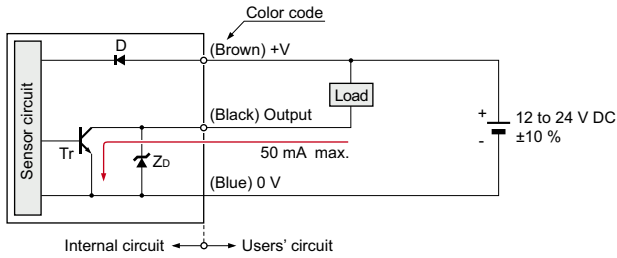 Color code
D
(Brown) +V
Sensor circuit
Load
(Black) Output
+
12 to 24 V DC
±10 %
-
Tr
ZD
50 mA max.
(Blue) 0 V
Internal circuit
Users' circuit